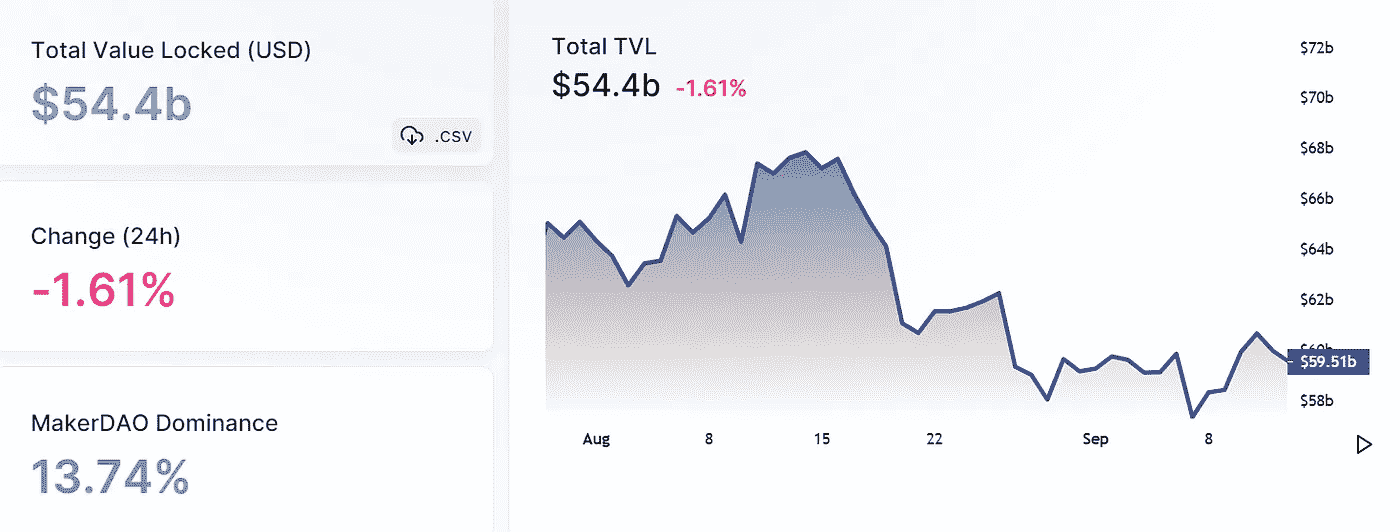 Total Value Locked (USD)
$54.4b
.CSV
Change (24h)
-1.61%
MakerDAO Dominance
13.74%
Total TVL
$54.4b -1.61%
$72b
$70b
$68b
$66b
$64b
$62b
$59.51b
$58b
Aug 8 15 22 Sep 8